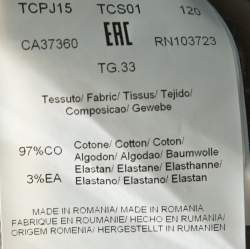 TCPJ15 TCS01 120
CA37360 EAC RN103723
TG.33
Tessuto/ Fabric/ Tissus/ Tejido/
Composicao/ Gewebe
97%CO Cotone/ Cotton/ Coton/
Algodon/ Algodao/ Baumwolle
3%EA Elastan/ Elastane/ Elasthanne/
Elastano/ Elastano/ Elastan
MADE IN ROMANIA/ MADE IN ROMANIA
FABRIQUE EN ROUMANIE/ HECHO EN RUMANIA/
ORIGEM ROMENIA/ HERGESTELLT IN RUMANIEN